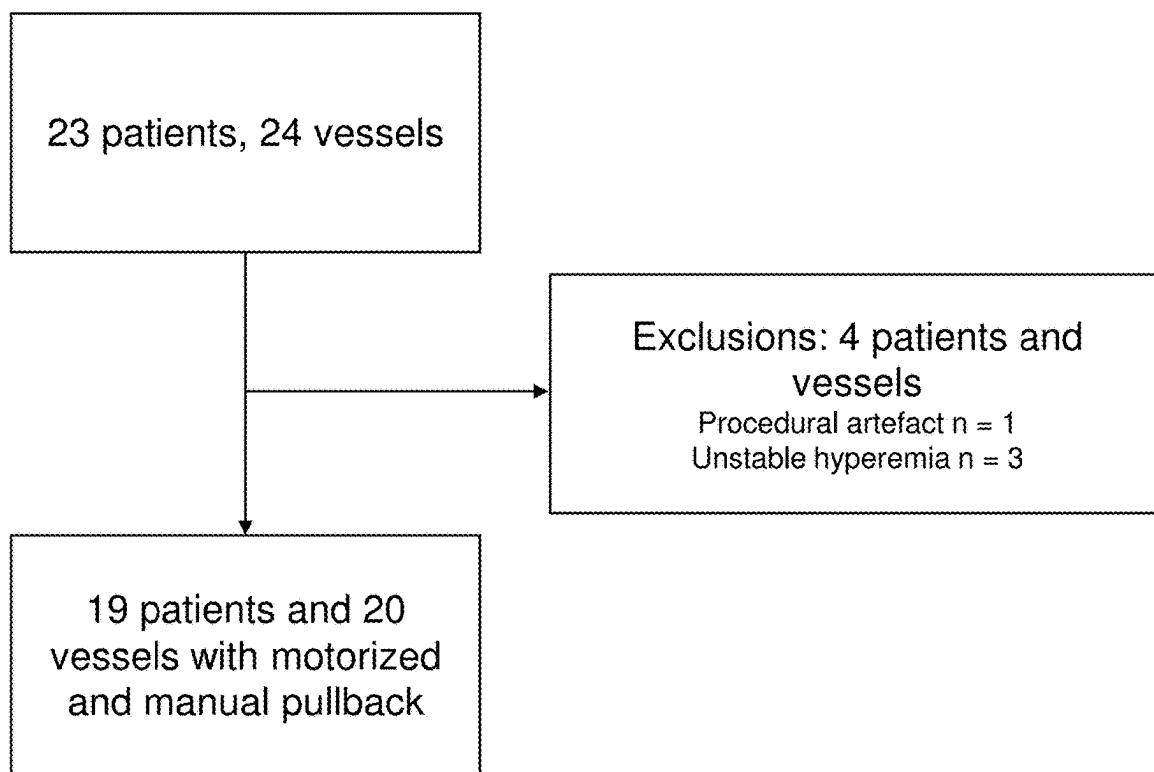 23 patients, 24 vessels
Exclusions: 4 patients and
vessels
Procedural artefact n = 1
Unstable hyperemia n = 3
19 patients and 20
vessels with motorized
and manual pullback